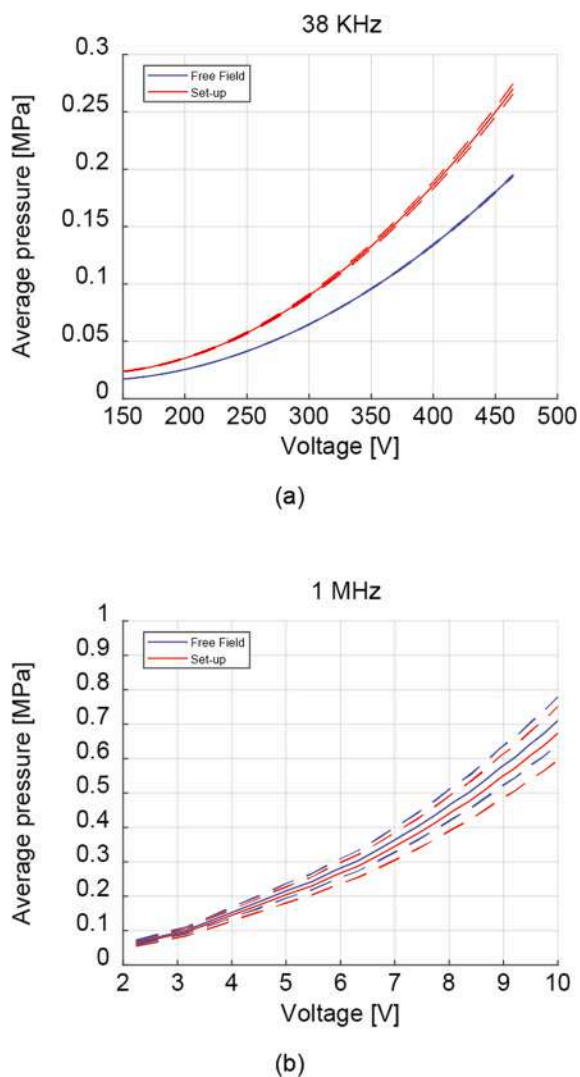 38 KHz
0.3
0.25
0.2
0.15
0.1
0.05
0
Average pressure [MPa]
Free Field
Set-up
150 200 250 300 350 400 450 500
Voltage [V]
(a)
1 MHz
1
0.9
0.8
0.7
0.6
0.5
0.4
0.3
0.2
0.1
0
Average pressure [MPa]
Free Field
Set-up
2 3 4 5 6 7 8 9 10
Voltage [V]
(b)